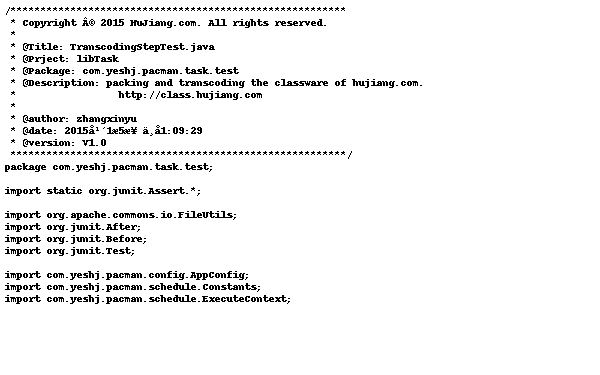 /********************************************************
 * Copyright Â© 2015 HuJiang.com. All rights reserved.
 *
 * @Title: TranscodingStepTest.java
 * @Prject: libTask
 * @Package: com.yeshj.pacman.task.test
 * @Description: packing and transcoding the classware of hujiang.com.
 *                 http://class.hujiang.com
 *
 * @author: zhangxinyu
 * @date: 2015å¹´1æ5æ¥ ä¸å1:09:29
 * @version: V1.0
 ********************************************************/
package com.yeshj.pacman.task.test;
import static org.junit.Assert.*;
import org.apache.commons.io.FileUtils;
import org.junit.After;
import org.junit.Before;
import org.junit.Test;
import com.yeshj.pacman.config.AppConfig;
import com.yeshj.pacman.schedule.Constants;
import com.yeshj.pacman.schedule.ExecuteContext;